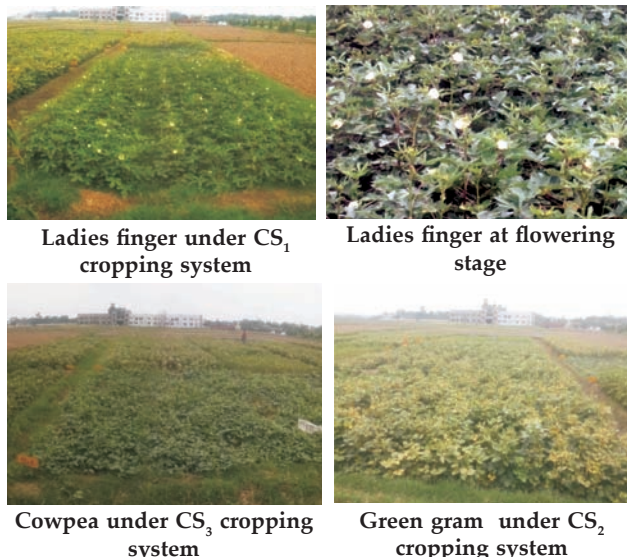 Ladies finger under CS₁
cropping system
Ladies finger at flowering
stage
Cowpea under CS₃ cropping
system
Green gram under CS₂
cropping system